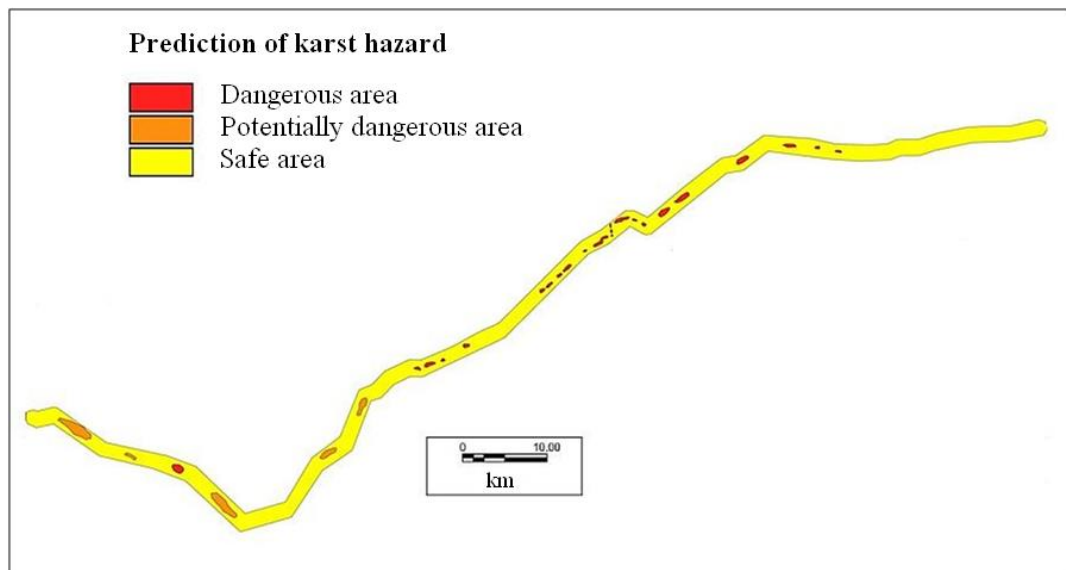 Prediction of karst hazard
Dangerous area
Potentially dangerous area
Safe area
0 10,00
km